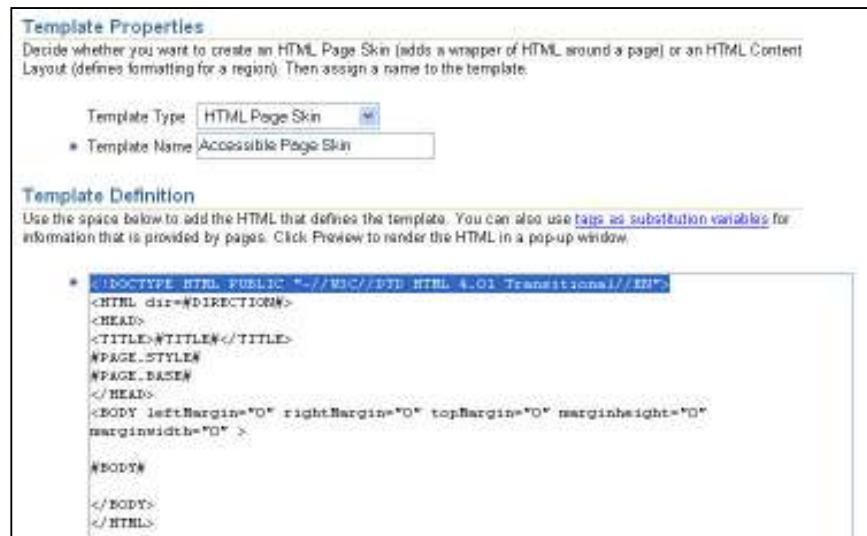 Template Properties
Decide whether you want to create an HTML Page Skin (adds a wrapper of HTML around a page) or an HTML Content
Layout (defines formatting for a region). Then assign a name to the template.
Template Type HTML Page Skin
* Template Name Accessible Page Skin
Template Definition
Use the space below to add the HTML that defines the template. You can also use tags as substitution variables for
information that is provided by pages. Click Preview to render the HTML in a pop-up window.
* <!DOCTYPE HTML PUBLIC "-//W3C//DTD HTML 4.01 Transitional//EN">
<HTML dir=#DIRECTION#>
<HEAD>
<TITLE>#TITLE#</TITLE>
#PAGE.STYLE#
#PAGE.BASE#
</HEAD>
<BODY leftMargin="0" rightMargin="0" topMargin="0" marginheight="0"
marginwidth="0" >
#BODY#
</BODY>
</HTML>